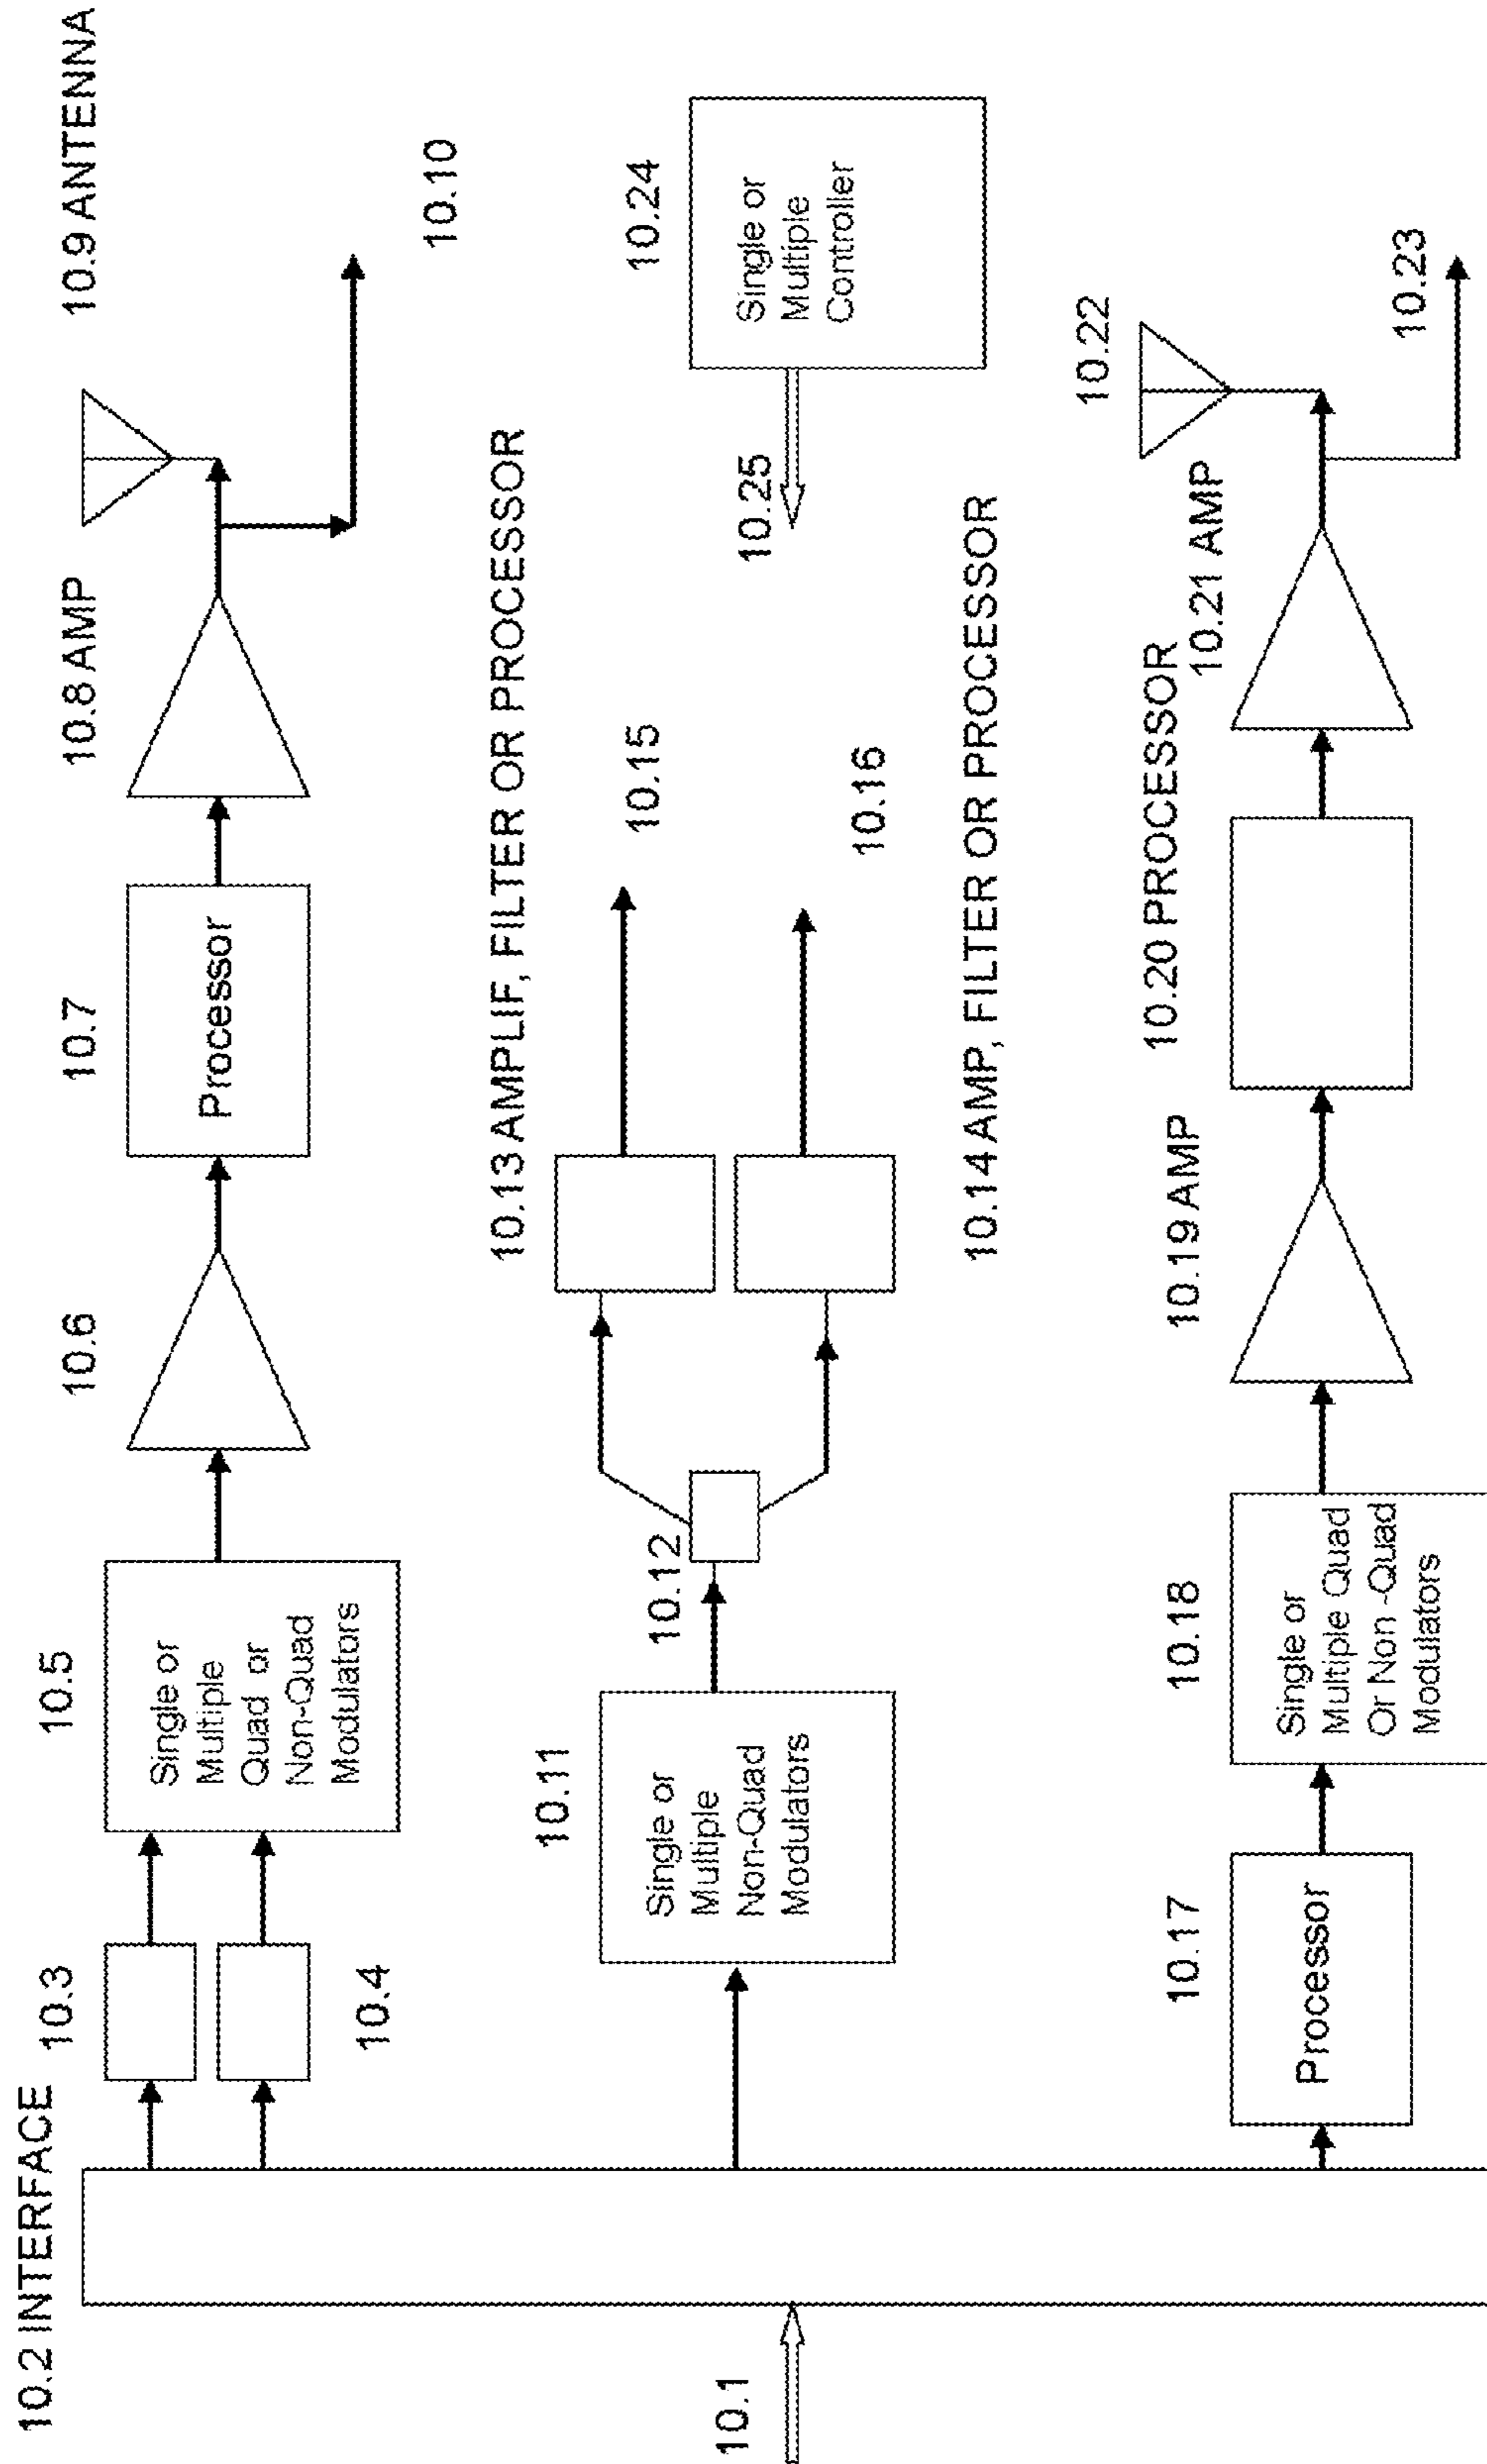 10.2 INTERFACE
10.3
10.5
10.6
10.7
10.8 AMP
10.9 ANTENNA
Single or
Multiple
Quad or
Non-Quad
Modulators
Processor
10.4
10.10
10.1
10.11
Single or
Multiple
Non-Quad
Modulators
10.12
10.13 AMPLIF, FILTER OR PROCESSOR
10.15
10.16
10.14 AMP, FILTER OR PROCESSOR
10.24
Single or
Multiple
Controller
10.25
10.17
Processor
10.18
Single or
Multiple Quad
Or Non -Quad
Modulators
10.19 AMP
10.20 PROCESSOR
10.21 AMP
10.22
10.23